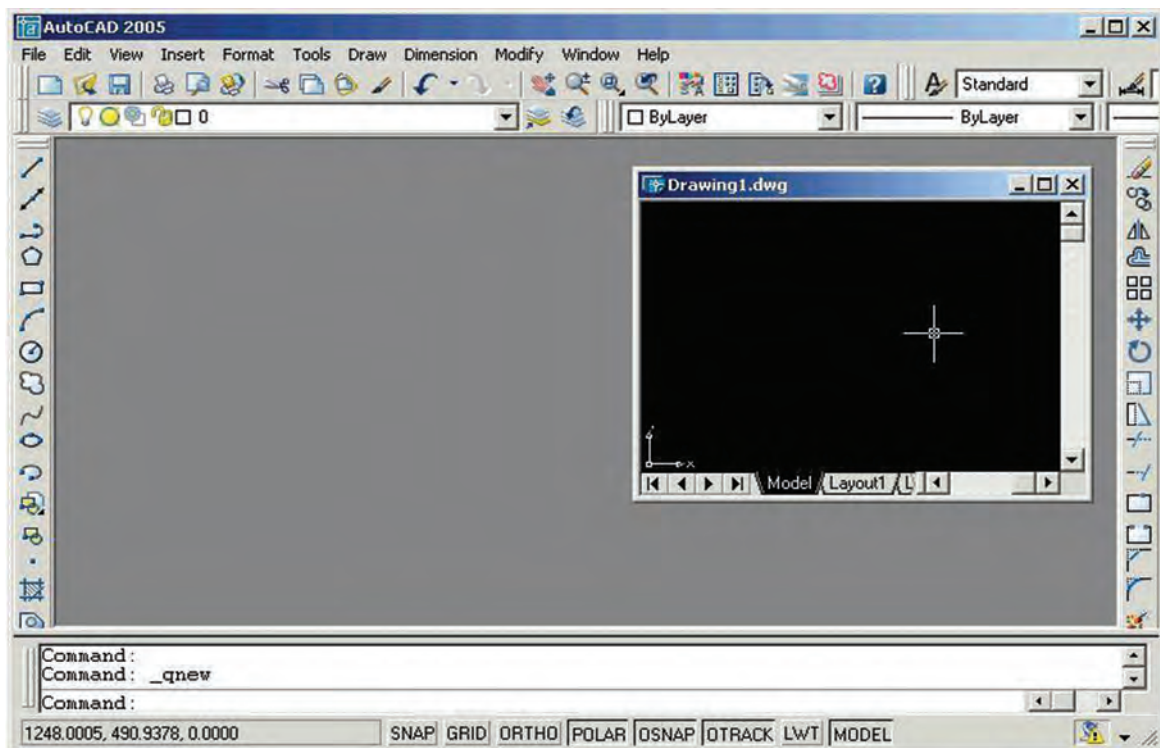 AutoCAD 2005
File Edit View Insert Format Tools Draw Dimension Modify Window Help
Standard
0 ByLayer ByLayer
Drawing1.dwg
X
Model Layout1 L
Command:
Command: _qnew
Command:
1248.0005, 490.9378, 0.0000 SNAP GRID ORTHO POLAR OSNAP OTRACK LWT MODEL